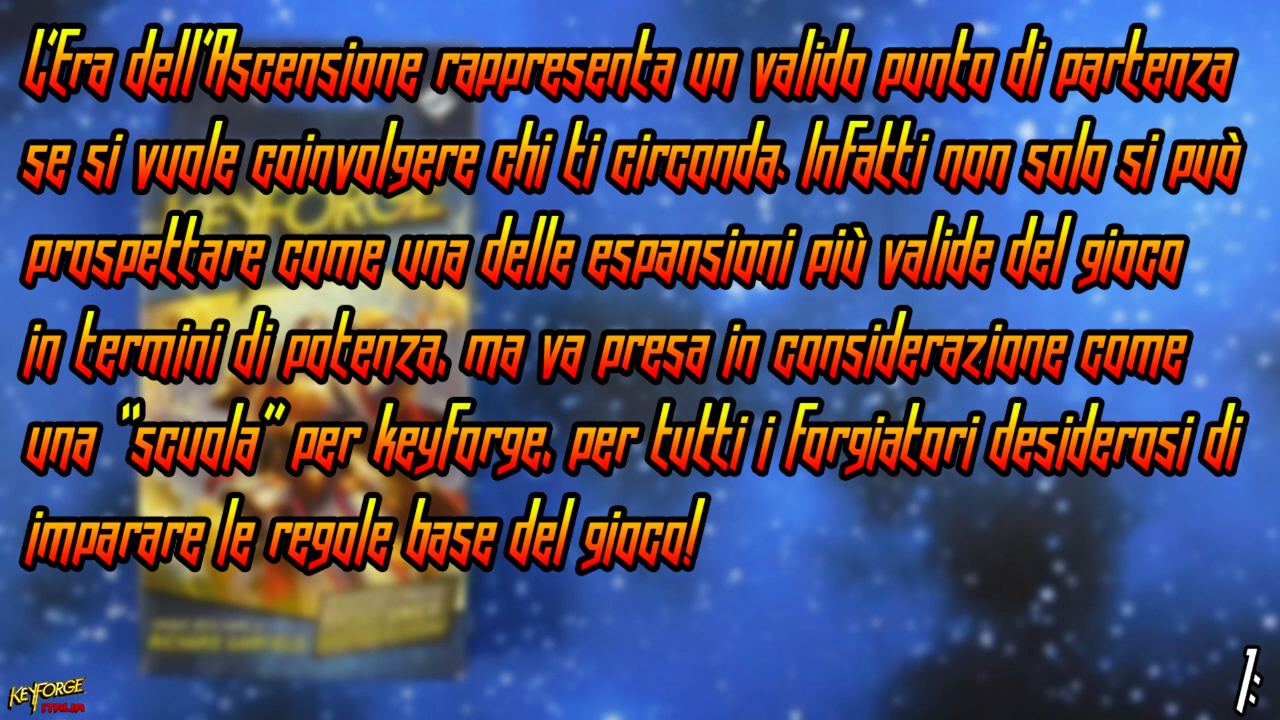 L'Era dell'Ascensione rappresenta un valido punto di partenza
se si vuole coinvolgere chi ti circonda. Infatti non solo si può
prospettare come una delle espansioni più valide del gioco
in termini di potenza, ma va presa in considerazione come
una "scuola" per keyforge, per tutti i forgiatori desiderosi di
imparare le regole base del gioco!
KEYFORGE
RICHARD GARFIELD
KEYFORGE
ITALIA